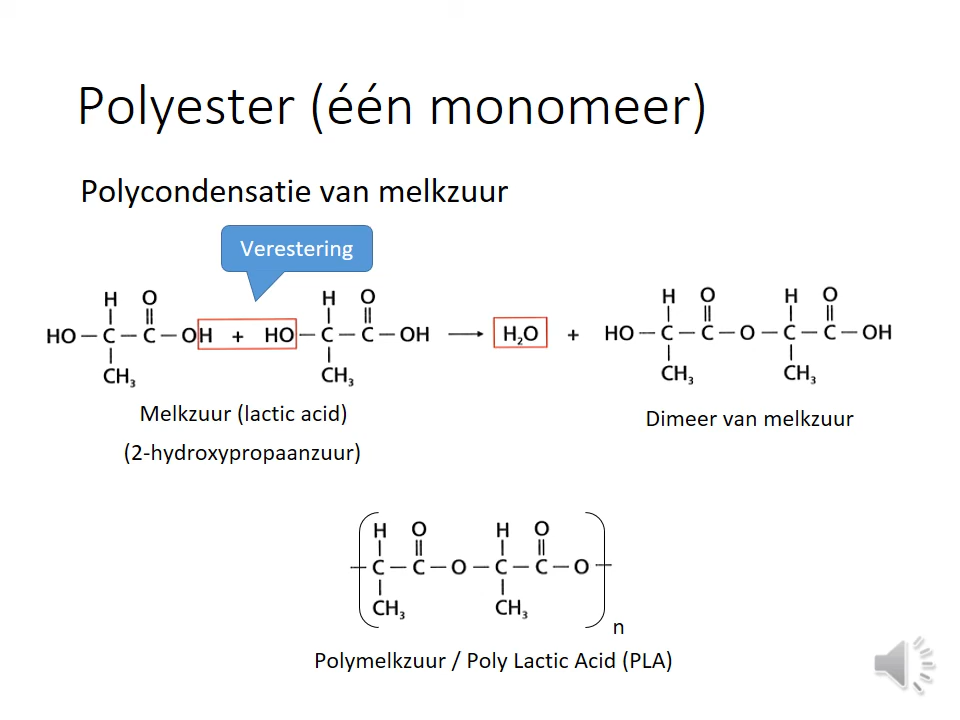 Polyester (één monomeer)
Polycondensatie van melkzuur
Verestering
H O H O H O H O
HO – C – C – OH + HO – C – C – OH → H₂O + HO – C – C – O – C – C – OH
CH₃ CH₃ CH₃ CH₃
Melkzuur (lactic acid)
(2-hydroxypropaanzuur)
Dimeer van melkzuur
H O H O
– C – C – O – C – C – O –
CH₃ CH₃
n
Polymelkzuur / Poly Lactic Acid (PLA)